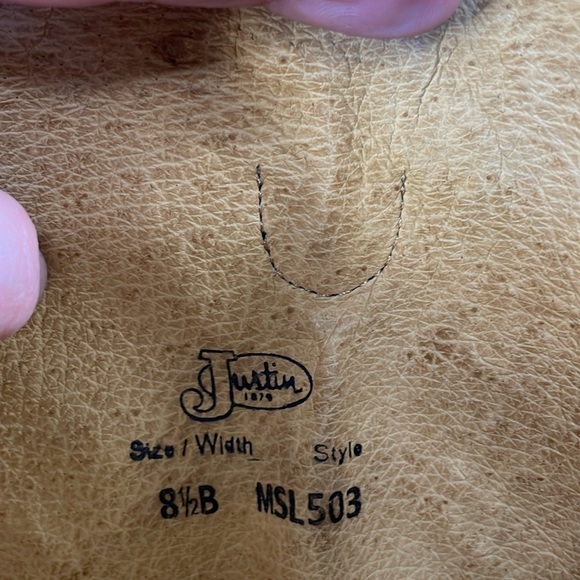 Justin
1879
Size / Width Style
8½B MSL503